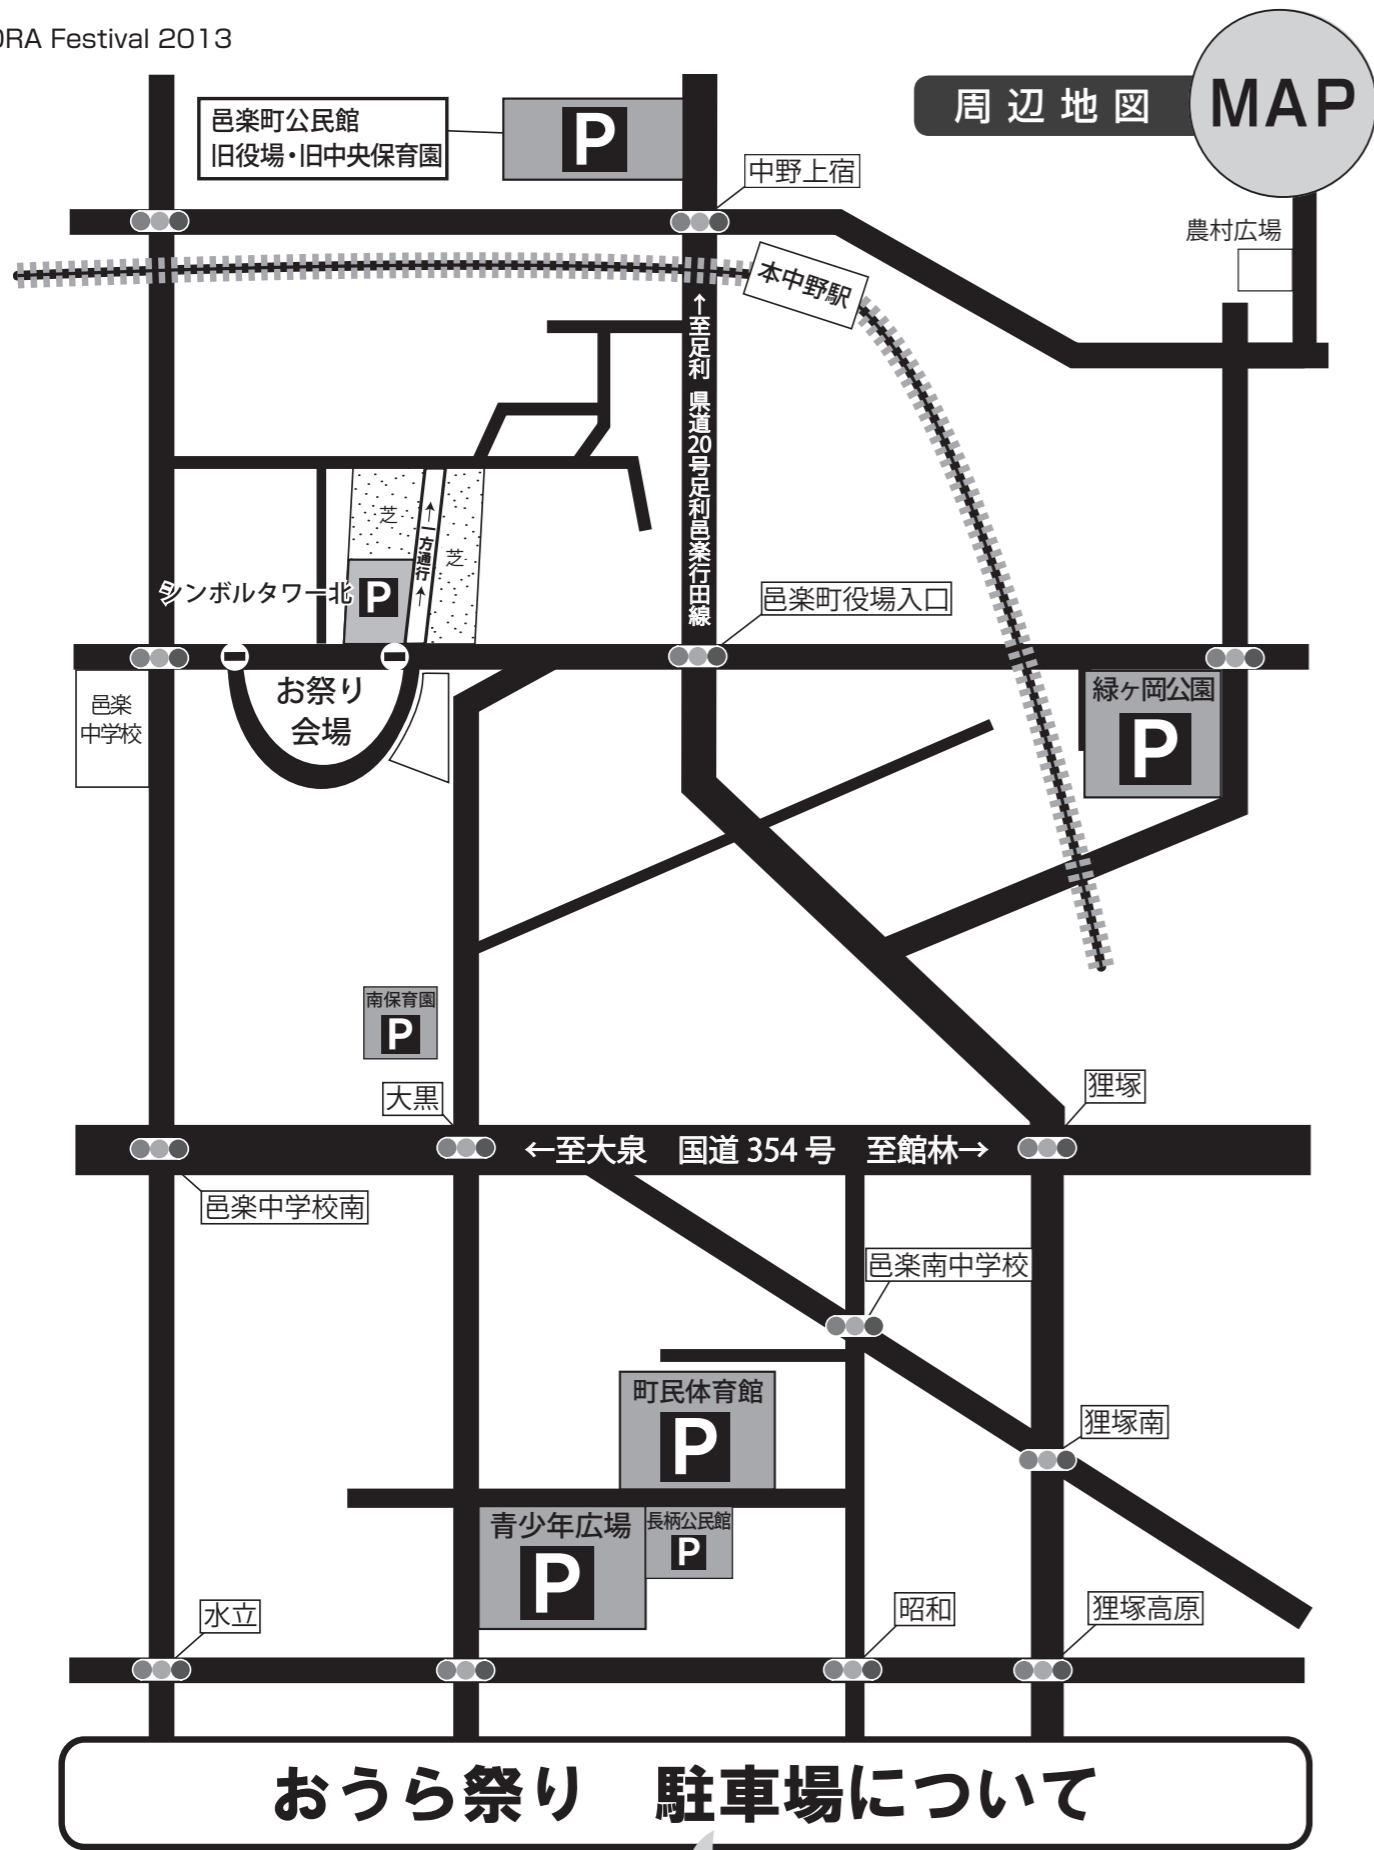 ORA Festival 2013
周辺地図
MAP
邑楽町公民館
旧役場・旧中央保育園
P
中野上宿
農村広場
本中野駅
↑至足利 県道20号足利邑楽行田線
芝
↑一方通行↑
芝
シンボルタワー北
P
邑楽町役場入口
邑楽
中学校
お祭り
会場
緑ヶ岡公園
P
南保育園
P
大黒
狸塚
←至大泉 国道354号 至館林→
邑楽中学校南
邑楽南中学校
町民体育館
P
狸塚南
青少年広場
P
長柄公民館
P
水立
昭和
狸塚高原
おうら祭り 駐車場について